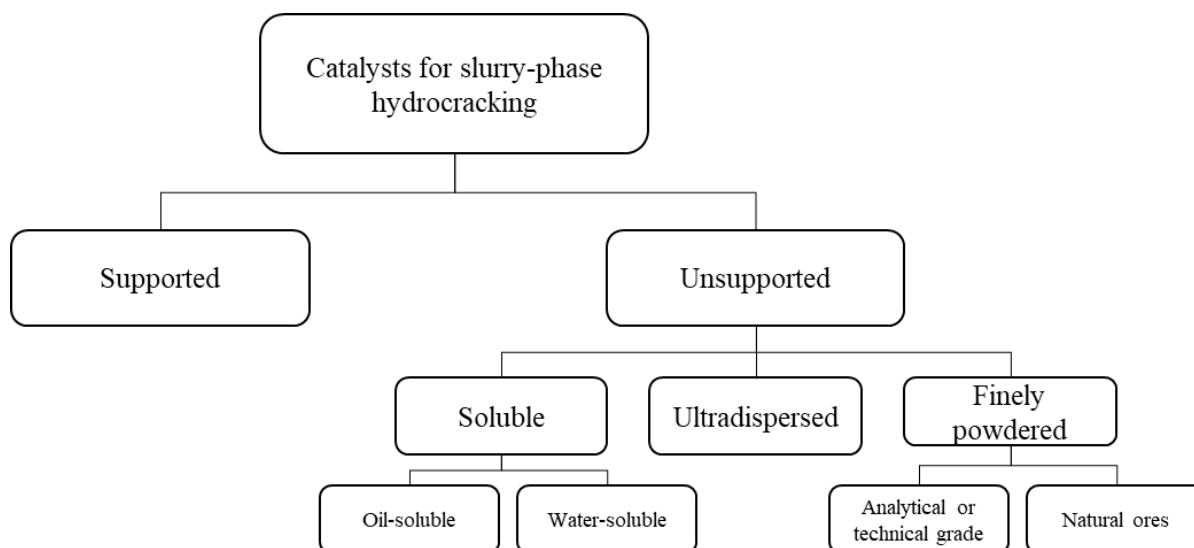 Catalysts for slurry-phase
hydrocracking
Supported
Unsupported
Soluble
Ultradispersed
Finely
powdered
Oil-soluble
Water-soluble
Analytical or
technical grade
Natural ores